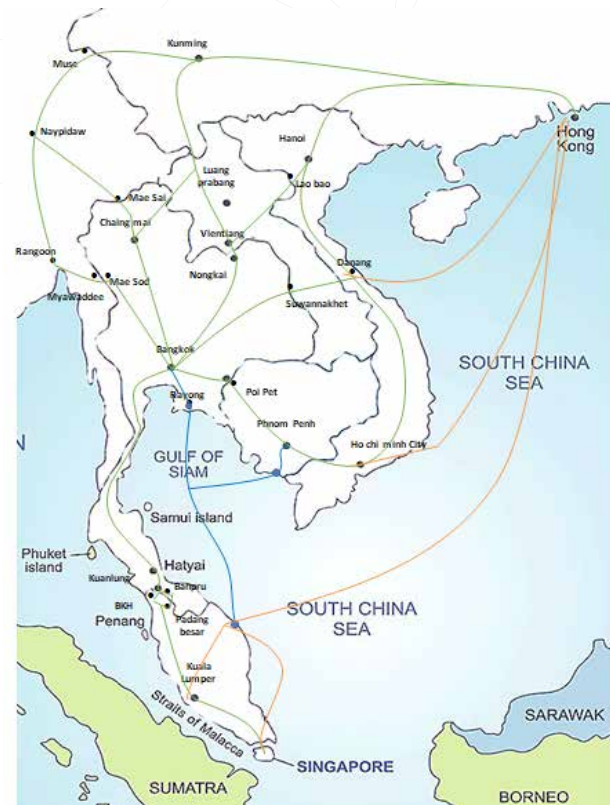 Kunming
Muse
Hong
Kong
Naypidaw
Hanoi
Luang
prabang
Lao bao
Mae Sai
Chaing mai
Vientiang
Rangoon
Nongkai
Danang
Mae Sod
Myawaddee
Suwannakhet
Bangkok
SOUTH CHINA
SEA
Poi Pet
Rayong
Phnom Penh
Ho chi minh City
N
GULF OF
SIAM
Samui island
Phuket
island
Hatyai
Kuanlung
Banpru
BKH
Penang
Padang
besar
SOUTH CHINA
SEA
Kuala
Lumper
Straits of Malacca
SARAWAK
SINGAPORE
SUMATRA
BORNEO